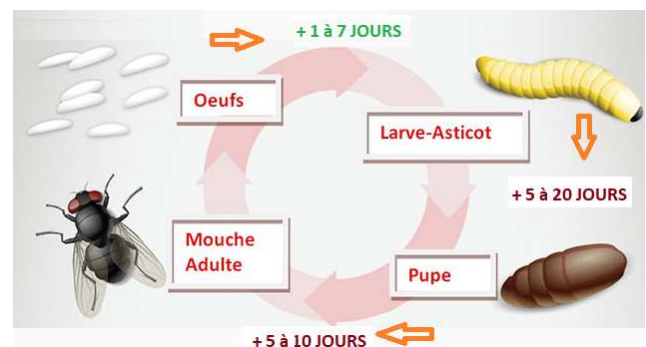 + 1 à 7 JOURS
Oeufs
Larve-Asticot
+ 5 à 20 JOURS
Mouche
Adulte
Pupe
+ 5 à 10 JOURS